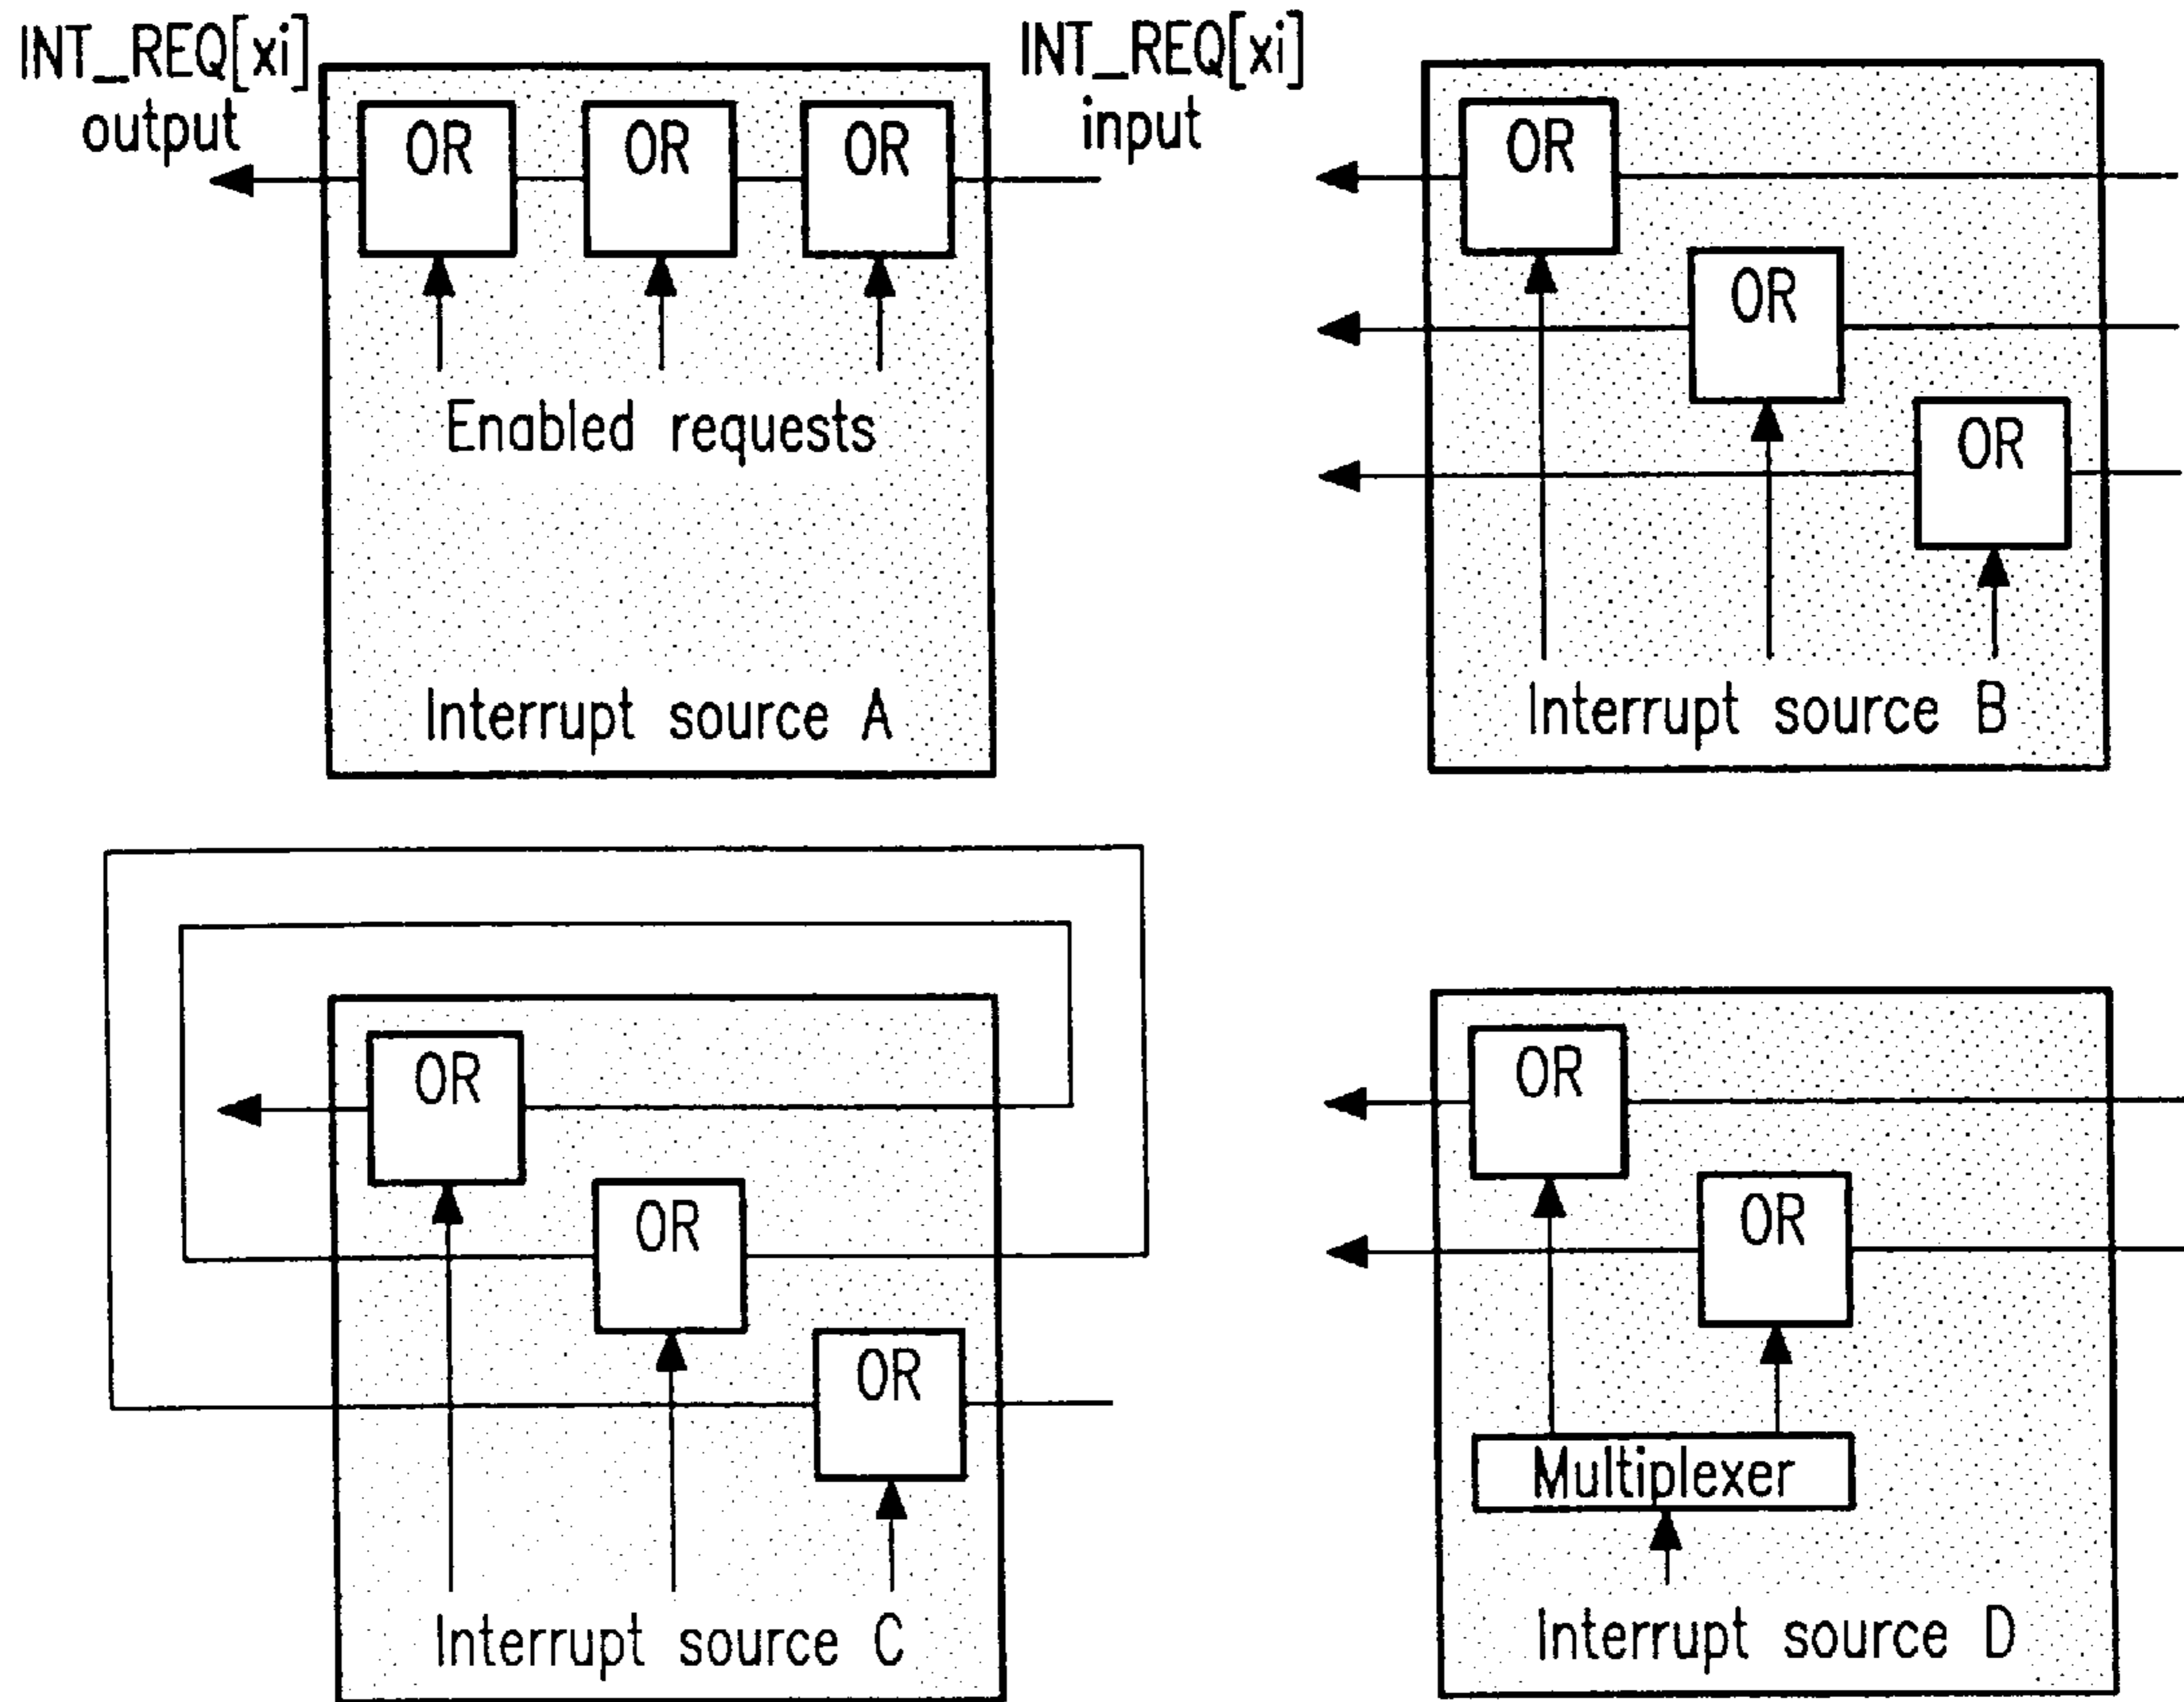 INT_REQ[xi]
output
INT_REQ[xi]
input
OR
OR
OR
Enabled requests
Interrupt source A
OR
OR
OR
Interrupt source B
OR
OR
OR
Interrupt source C
OR
OR
Multiplexer
Interrupt source D